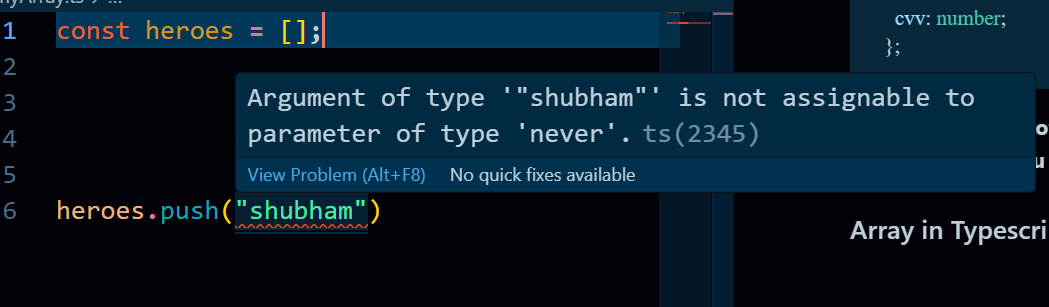 myArray.ts > ...
1 const heroes = [];
2
3
4
5
6 heroes.push("shubham")
Argument of type '"shubham"' is not assignable to
parameter of type 'never'. ts(2345)
View Problem (Alt+F8) No quick fixes available
cvv: number;
};
Array in Typescri